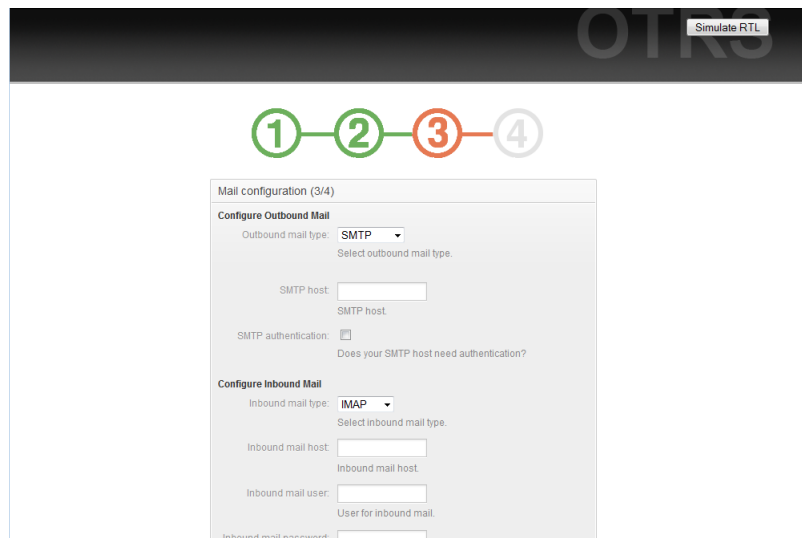 OTRS
Simulate RTL
1 2 3 4
Mail configuration (3/4)
Configure Outbound Mail
Outbound mail type: SMTP
Select outbound mail type.
SMTP host:
SMTP host.
SMTP authentication:
Does your SMTP host need authentication?
Configure Inbound Mail
Inbound mail type: IMAP
Select inbound mail type.
Inbound mail host:
Inbound mail host.
Inbound mail user:
User for inbound mail.
Inbound mail password: